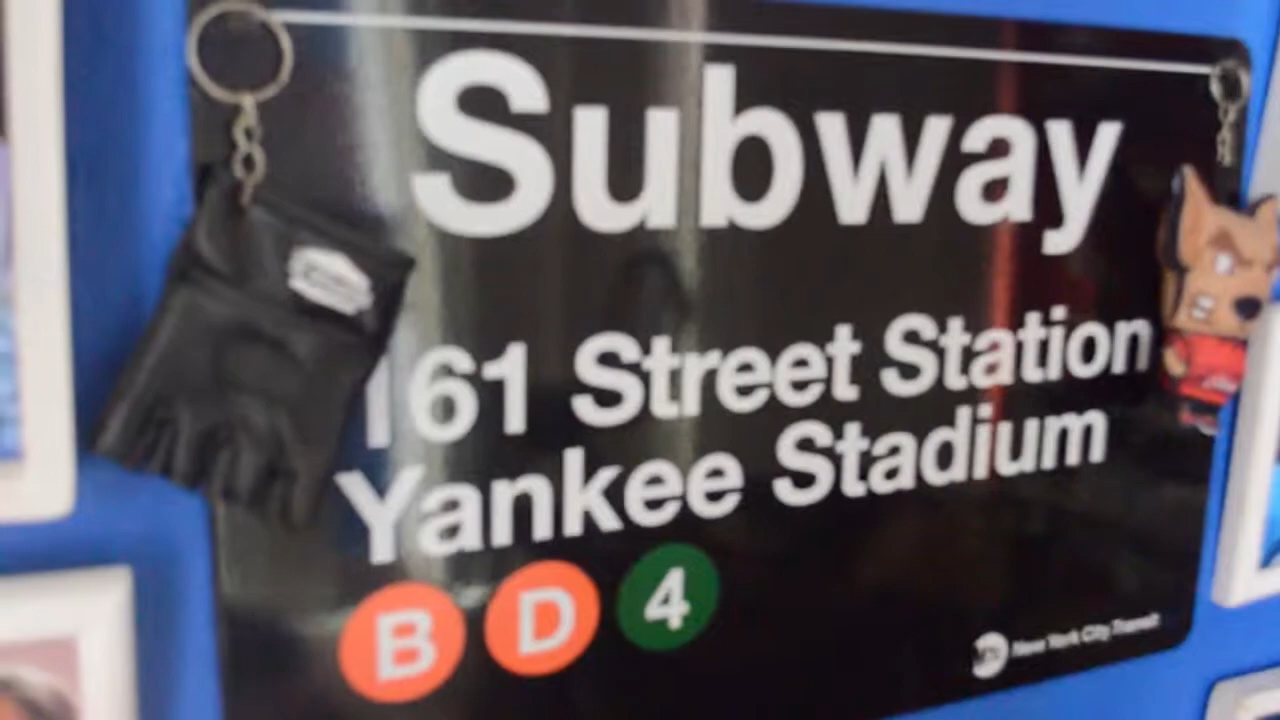 Subway
161 Street Station
Yankee Stadium
B D 4
New York City Transit